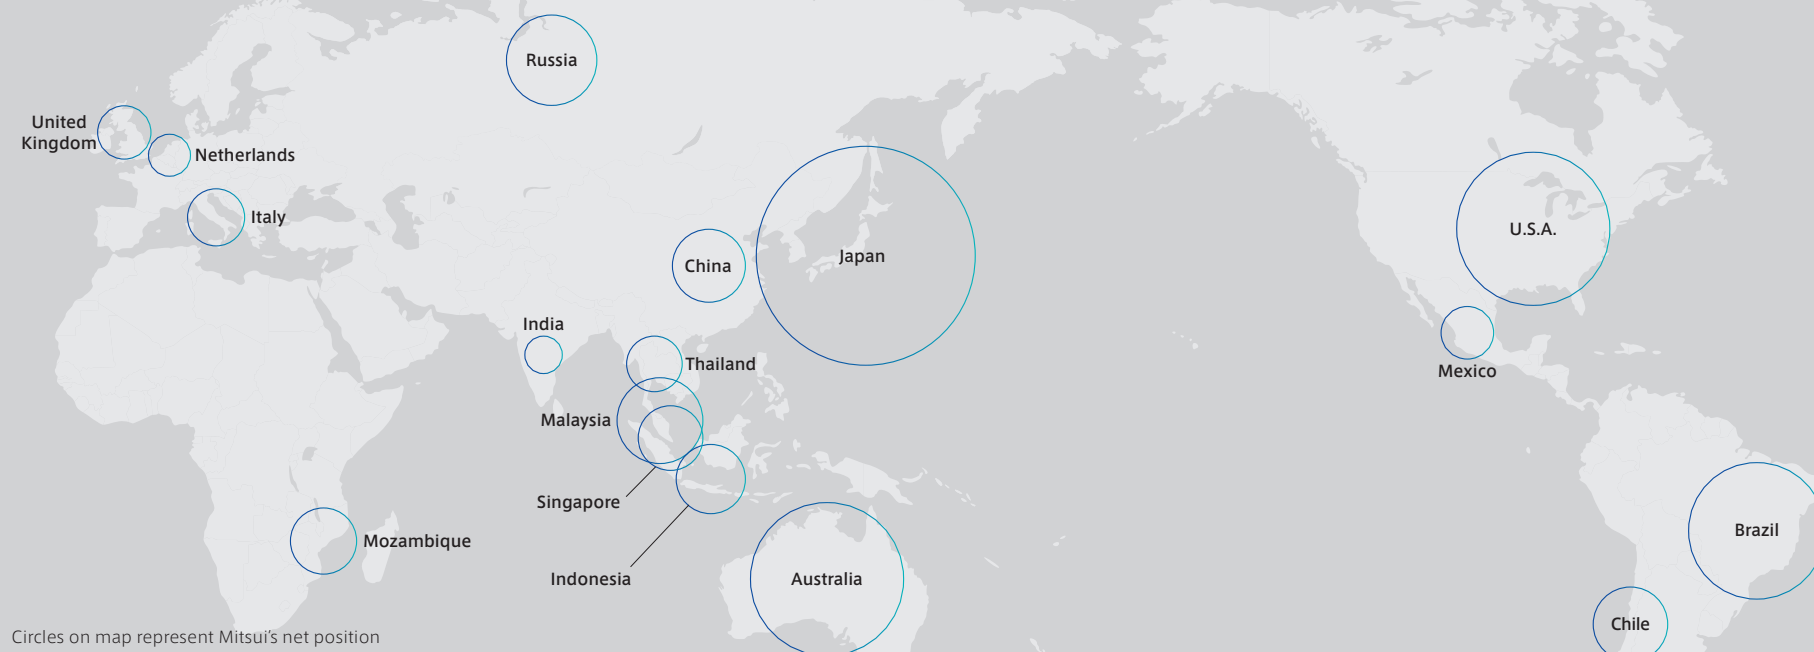 Russia
United
Kingdom
Netherlands
Italy
China
Japan
U.S.A.
India
Thailand
Mexico
Malaysia
Singapore
Indonesia
Mozambique
Australia
Brazil
Chile
Circles on map represent Mitsui's net position